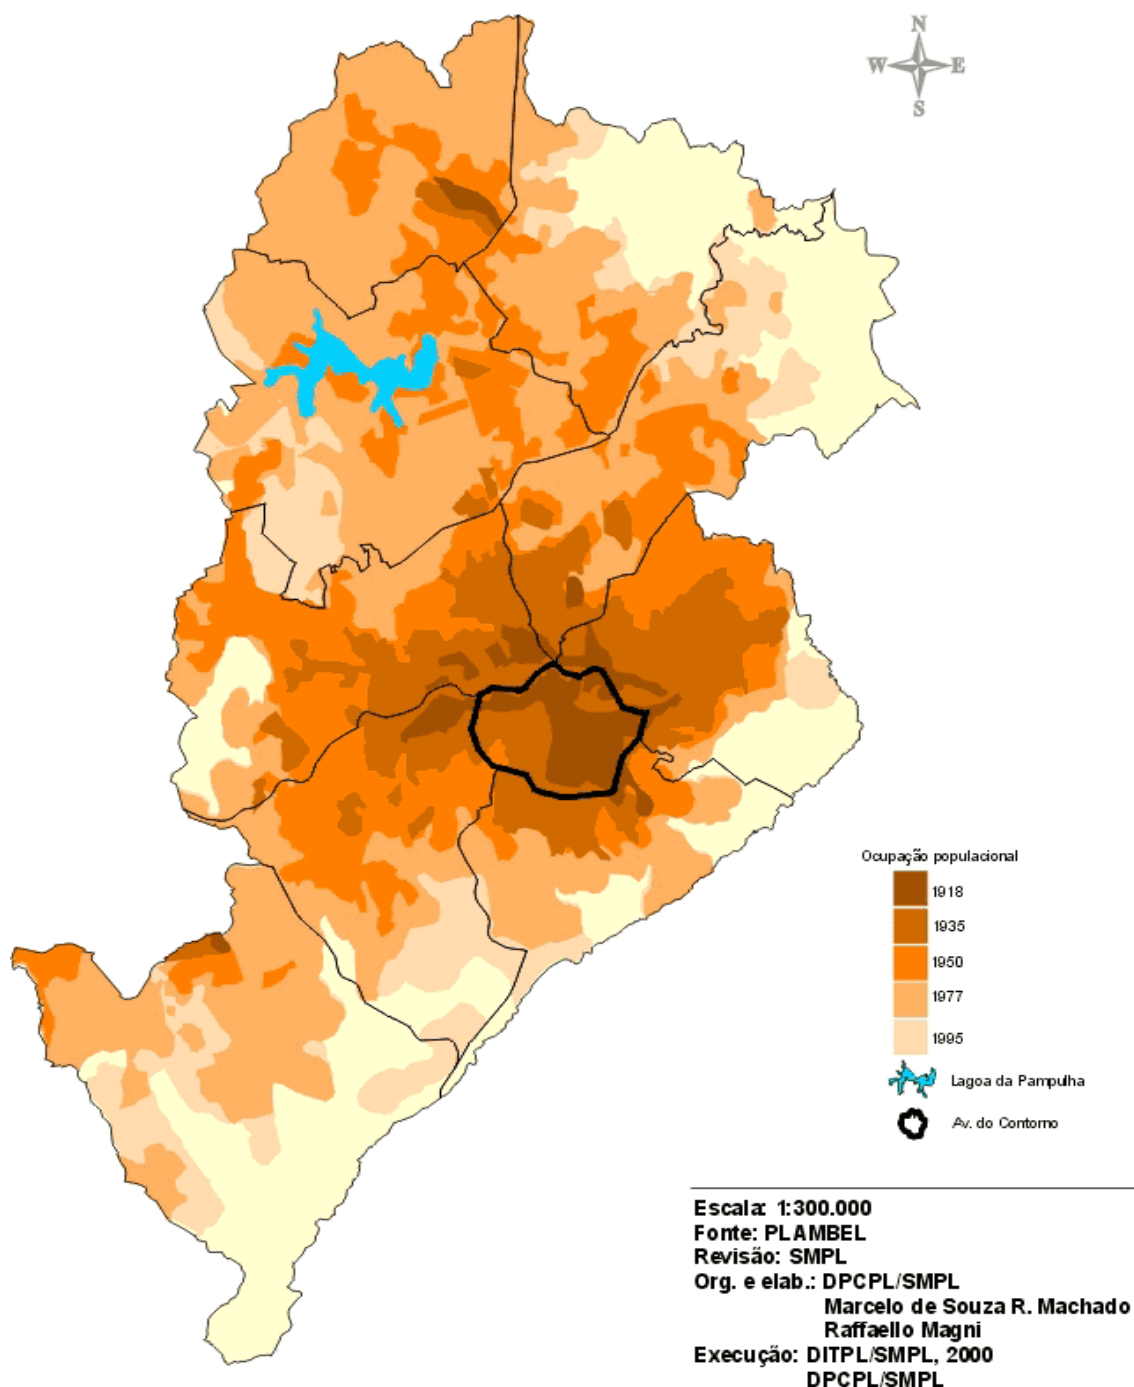 N
W E
S
Ocupação populacional
1918
1935
1950
1977
1995
Lagoa da Pampulha
Av. do Contorno
Escala: 1:300.000
Fonte: PLAMBEL
Revisão: SMPL
Org. e elab.: DPCPL/SMPL
Marcelo de Souza R. Machado
Raffaello Magni
Execução: DITPL/SMPL, 2000
DPCPL/SMPL